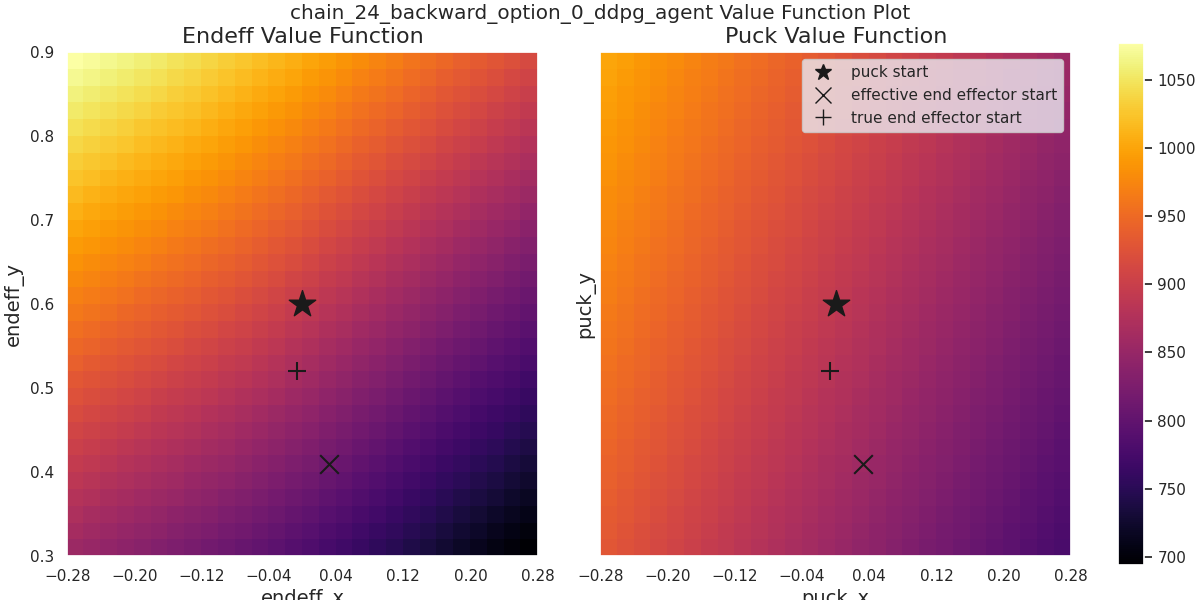 chain_24_backward_option_0_ddpg_agent Value Function Plot
Endeff Value Function
Puck Value Function
puck start
effective end effector start
true end effector start
endeff_y
0.9
0.8
0.7
0.6
0.5
0.4
0.3
−0.28 −0.20 −0.12 −0.04 0.04 0.12 0.20 0.28
endeff_x
puck_y
−0.28 −0.20 −0.12 −0.04 0.04 0.12 0.20 0.28
puck_x
1050
1000
950
900
850
800
750
700